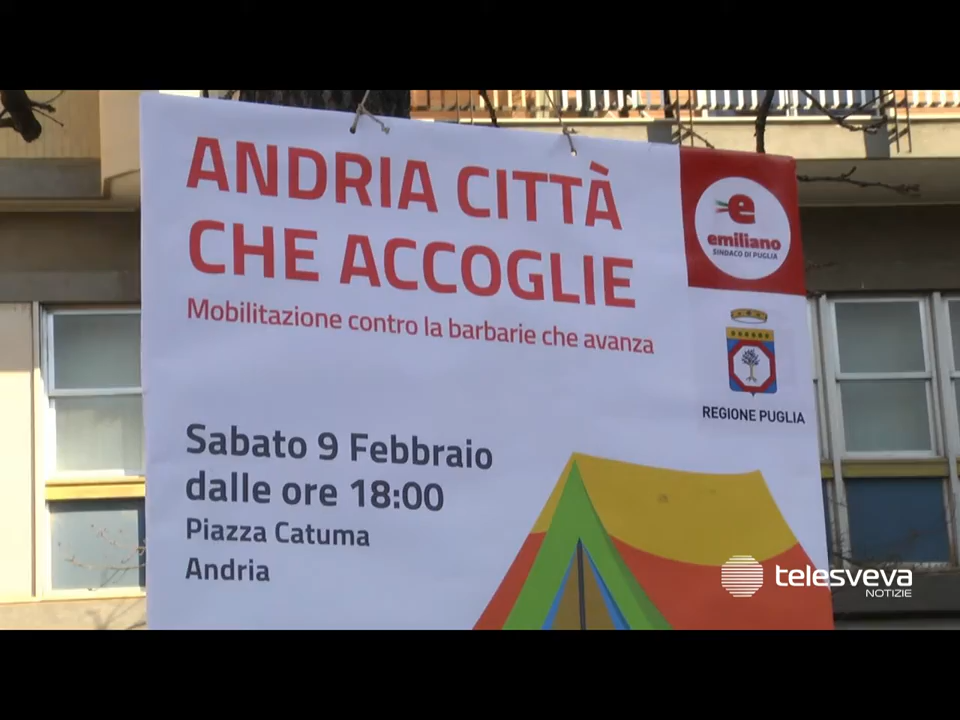 ANDRIA CITTÀ
CHE ACCOGLIE
Mobilitazione contro la barbarie che avanza
e
emiliano
SINDACO DI PUGLIA
REGIONE PUGLIA
Sabato 9 Febbraio
dalle ore 18:00
Piazza Catuma
Andria
telesveva
NOTIZIE